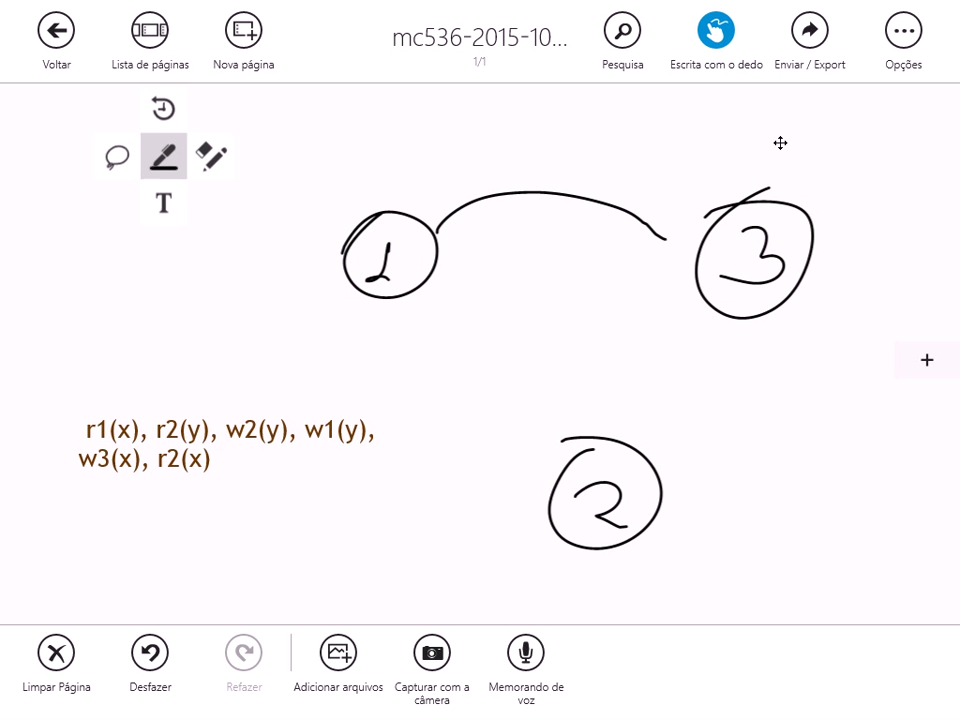 mc536-2015-10...
1/1
Voltar
Lista de páginas
Nova página
Pesquisa
Escrita com o dedo
Enviar / Export
Opções
T
1
3
r1(x), r2(y), w2(y), w1(y),
w3(x), r2(x)
2
Limpar Página
Desfazer
Refazer
Adicionar arquivos
Capturar com a
câmera
Memorando de
voz